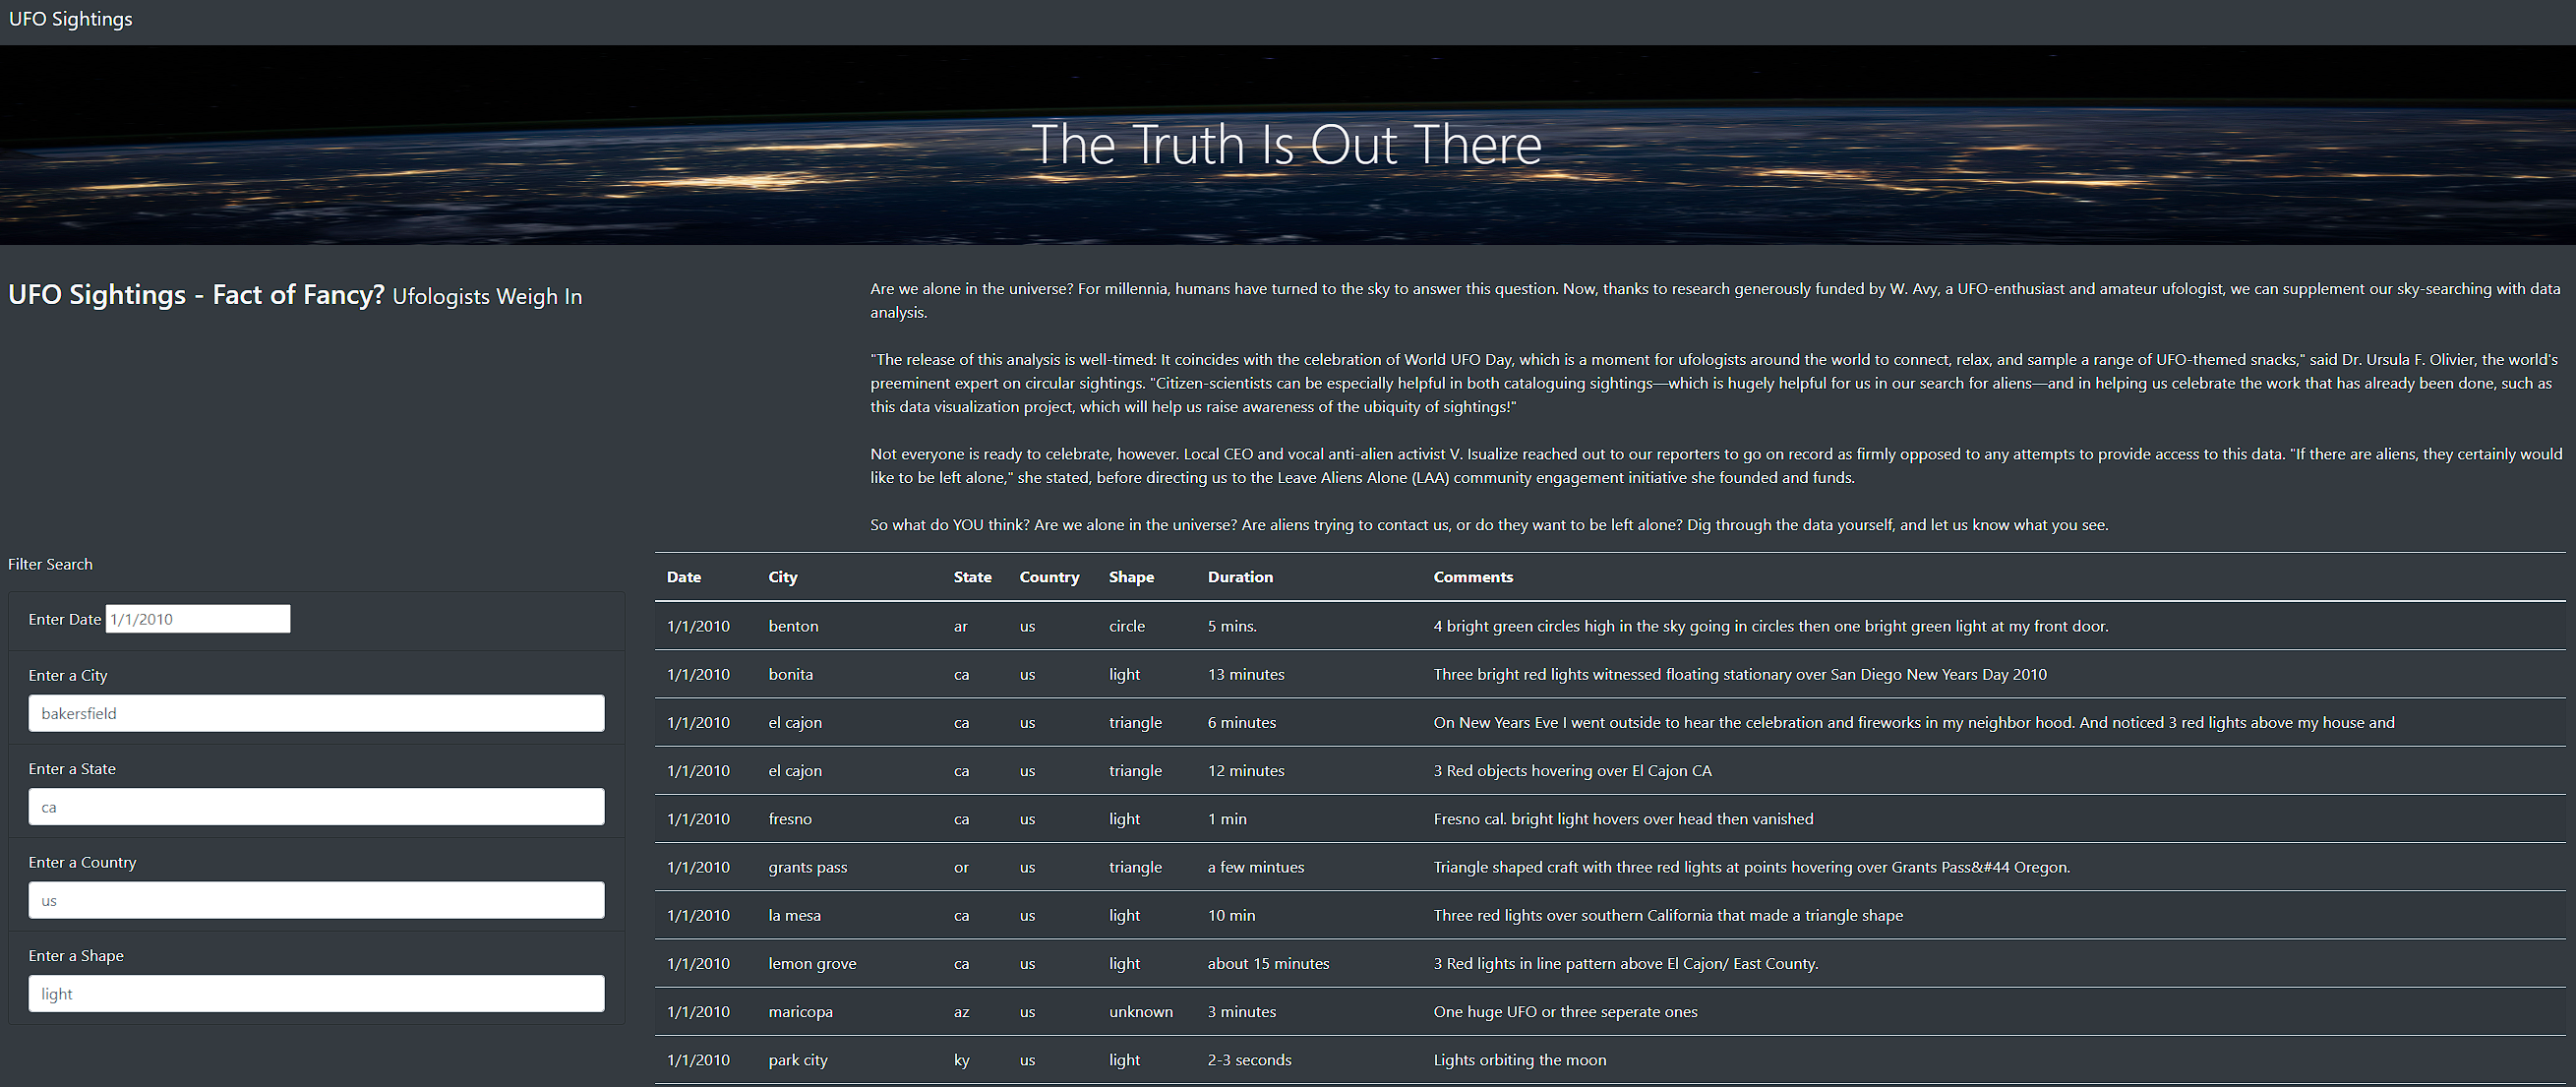 UFO Sightings
The Truth Is Out There
UFO Sightings - Fact of Fancy? Ufologists Weigh In
Are we alone in the universe? For millennia, humans have turned to the sky to answer this question. Now, thanks to research generously funded by W. Avy, a UFO-enthusiast and amateur ufologist, we can supplement our sky-searching with data
analysis.
"The release of this analysis is well-timed: It coincides with the celebration of World UFO Day, which is a moment for ufologists around the world to connect, relax, and sample a range of UFO-themed snacks," said Dr. Ursula F. Olivier, the world's
preeminent expert on circular sightings. "Citizen-scientists can be especially helpful in both cataloguing sightings—which is hugely helpful for us in our search for aliens—and in helping us celebrate the work that has already been done, such as
this data visualization project, which will help us raise awareness of the ubiquity of sightings!"
Not everyone is ready to celebrate, however. Local CEO and vocal anti-alien activist V. Isualize reached out to our reporters to go on record as firmly opposed to any attempts to provide access to this data. "If there are aliens, they certainly would
like to be left alone," she stated, before directing us to the Leave Aliens Alone (LAA) community engagement initiative she founded and funds.
So what do YOU think? Are we alone in the universe? Are aliens trying to contact us, or do they want to be left alone? Dig through the data yourself, and let us know what you see.
Filter Search
Enter Date 1/1/2010
Enter a City
bakersfield
Enter a State
ca
Enter a Country
us
Enter a Shape
light
Date City State Country Shape Duration Comments
1/1/2010 benton ar us circle 5 mins. 4 bright green circles high in the sky going in circles then one bright green light at my front door.
1/1/2010 bonita ca us light 13 minutes Three bright red lights witnessed floating stationary over San Diego New Years Day 2010
1/1/2010 el cajon ca us triangle 6 minutes On New Years Eve I went outside to hear the celebration and fireworks in my neighbor hood. And noticed 3 red lights above my house and
1/1/2010 el cajon ca us triangle 12 minutes 3 Red objects hovering over El Cajon CA
1/1/2010 fresno ca us light 1 min Fresno cal. bright light hovers over head then vanished
1/1/2010 grants pass or us triangle a few mintues Triangle shaped craft with three red lights at points hovering over Grants Pass&#44 Oregon.
1/1/2010 la mesa ca us light 10 min Three red lights over southern California that made a triangle shape
1/1/2010 lemon grove ca us light about 15 minutes 3 Red lights in line pattern above El Cajon/ East County.
1/1/2010 maricopa az us unknown 3 minutes One huge UFO or three seperate ones
1/1/2010 park city ky us light 2-3 seconds Lights orbiting the moon